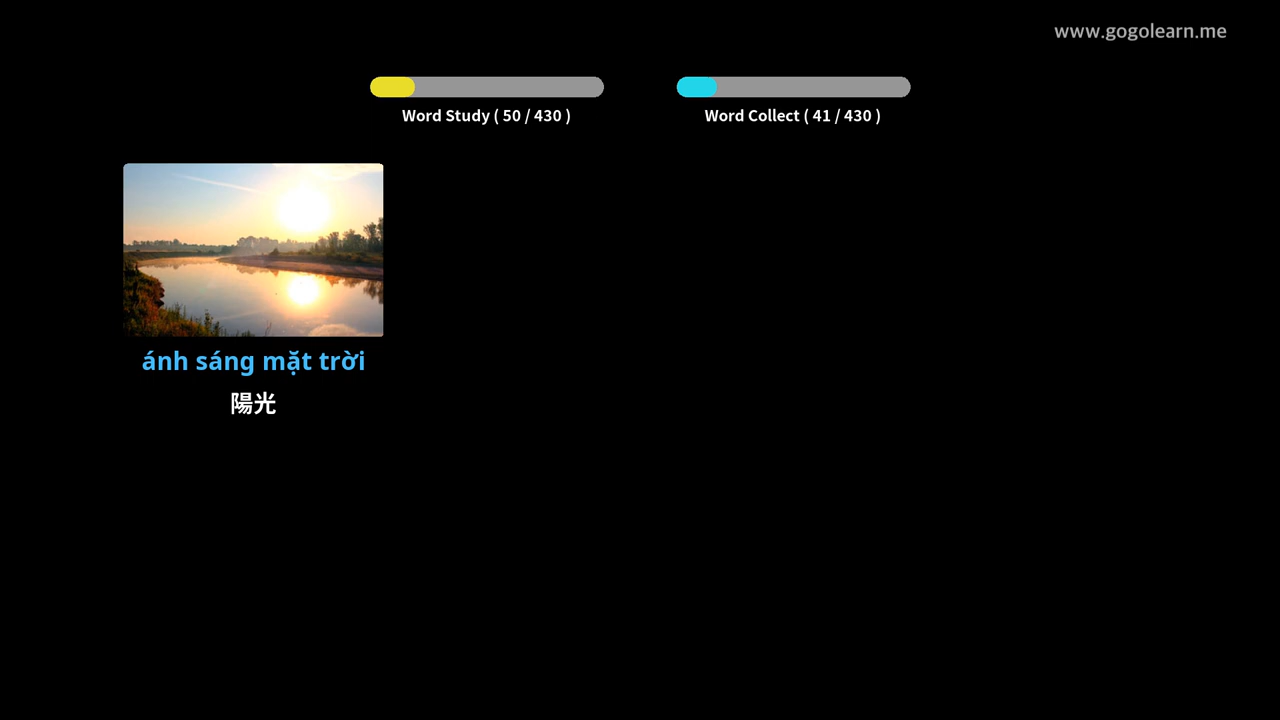 www.gogolearn.me
Word Study ( 50 / 430 )
Word Collect ( 41 / 430 )
ánh sáng mặt trời
陽光